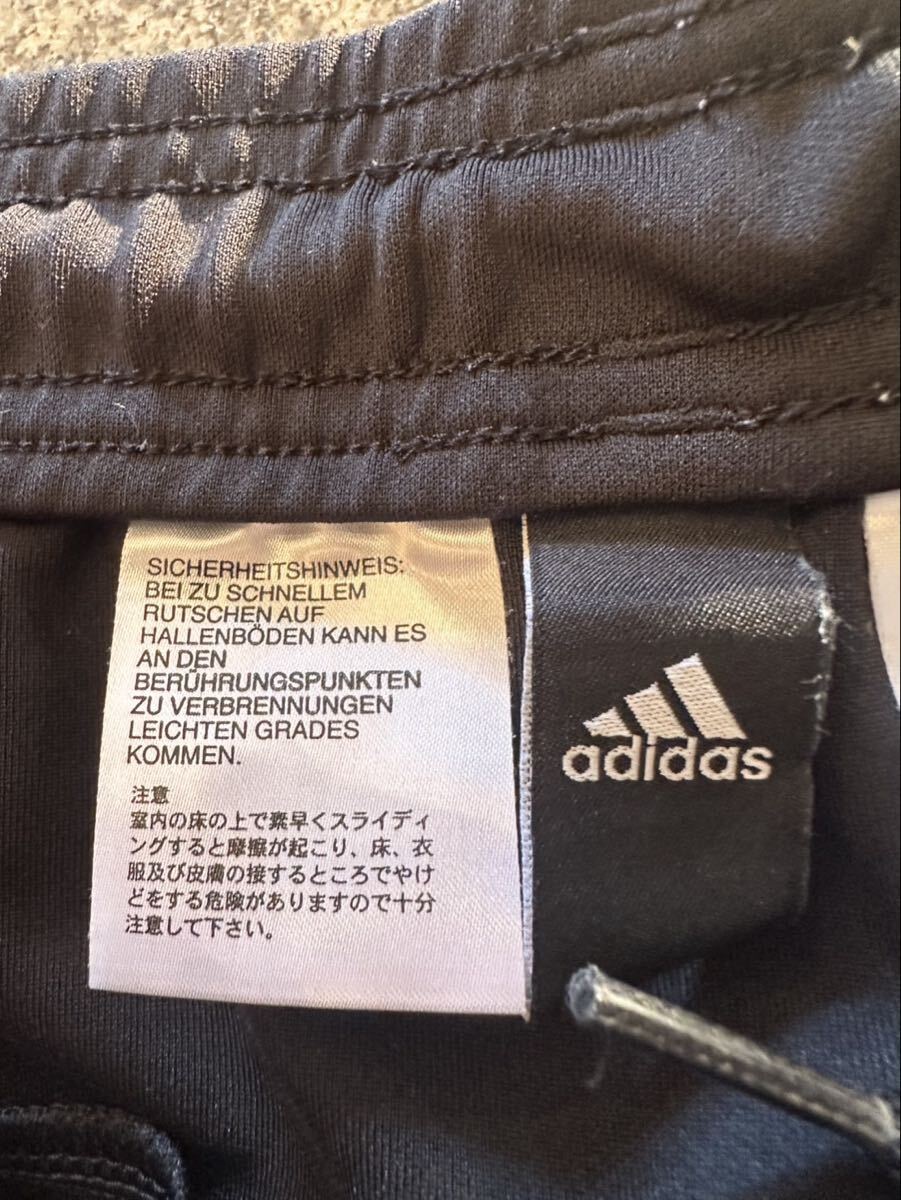 SICHERHEITSHINWEIS:
BEI ZU SCHNELLEM
RUTSCHEN AUF
HALLENBÖDEN KANN ES
AN DEN
BERÜHRUNGSPUNKTEN
ZU VERBRENNUNGEN
LEICHTEN GRADES
KOMMEN.
注意
室内の床の上で素早くスライディ
ングすると摩擦が起こり、床、衣
服及び皮膚の接するところでやけ
どをする危険がありますので十分
注意して下さい。
adidas